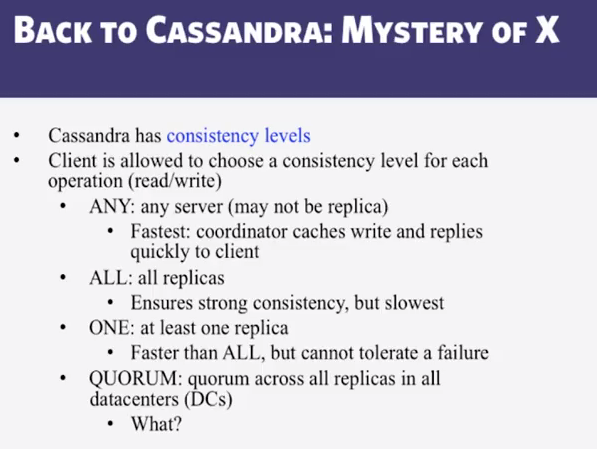 BACK TO CASSANDRA: MYSTERY OF X
• Cassandra has consistency levels
• Client is allowed to choose a consistency level for each
operation (read/write)
• ANY: any server (may not be replica)
• Fastest: coordinator caches write and replies
quickly to client
• ALL: all replicas
• Ensures strong consistency, but slowest
• ONE: at least one replica
• Faster than ALL, but cannot tolerate a failure
• QUORUM: quorum across all replicas in all
datacenters (DCs)
• What?